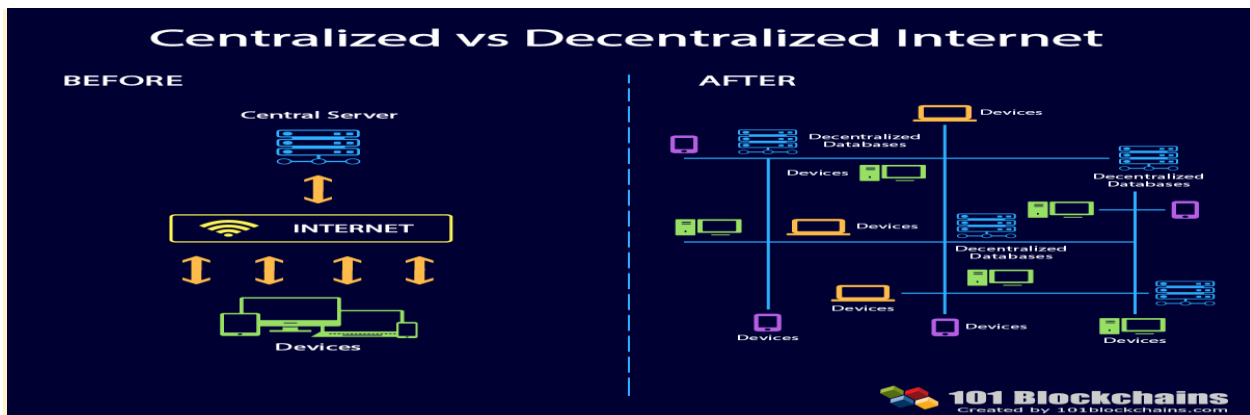 Centralized vs Decentralized Internet
BEFORE
Central Server
INTERNET
Devices
AFTER
Devices
Decentralized
Databases
Devices
Decentralized
Databases
Devices
Decentralized
Databases
Devices
Devices
Devices
Devices
101 Blockchains
Created by 101blockchains.com